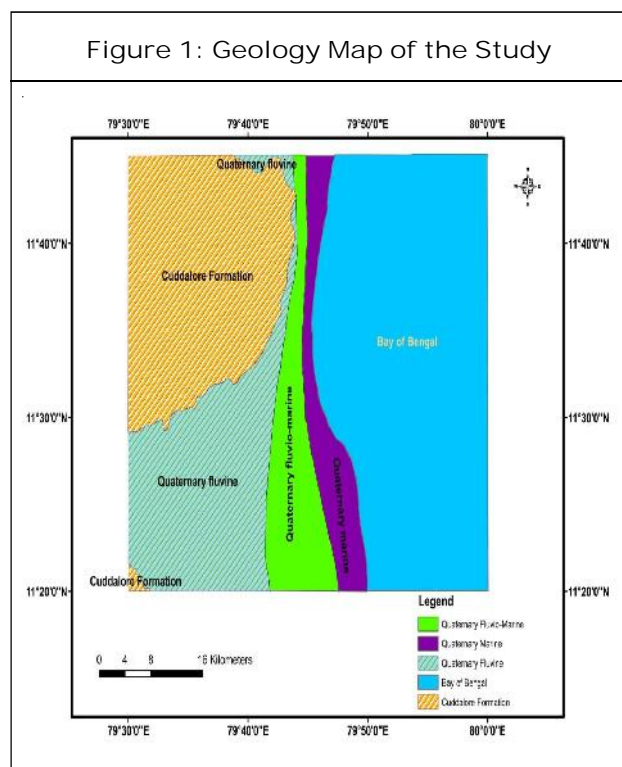 Figure 1: Geology Map of the Study
79°30'0"E 79°40'0"E 79°50'0"E 80°0'0"E
Quaternary fluvine
11°40'0"N 11°40'0"N
Cuddalore Formation
Bay of Bengal
11°30'0"N 11°30'0"N
Quaternary fluvio-marine
Quaternary fluvine
Quaternary marine
Cuddalore Formation
11°20'0"N 11°20'0"N
Legend
Quaternary Fluvio-Marine
Quaternary Marine
Quaternary Fluvine
Bay of Bengal
Cuddalore Formation
0 4 8 16 Kilometers
79°30'0"E 79°40'0"E 79°50'0"E 80°0'0"E